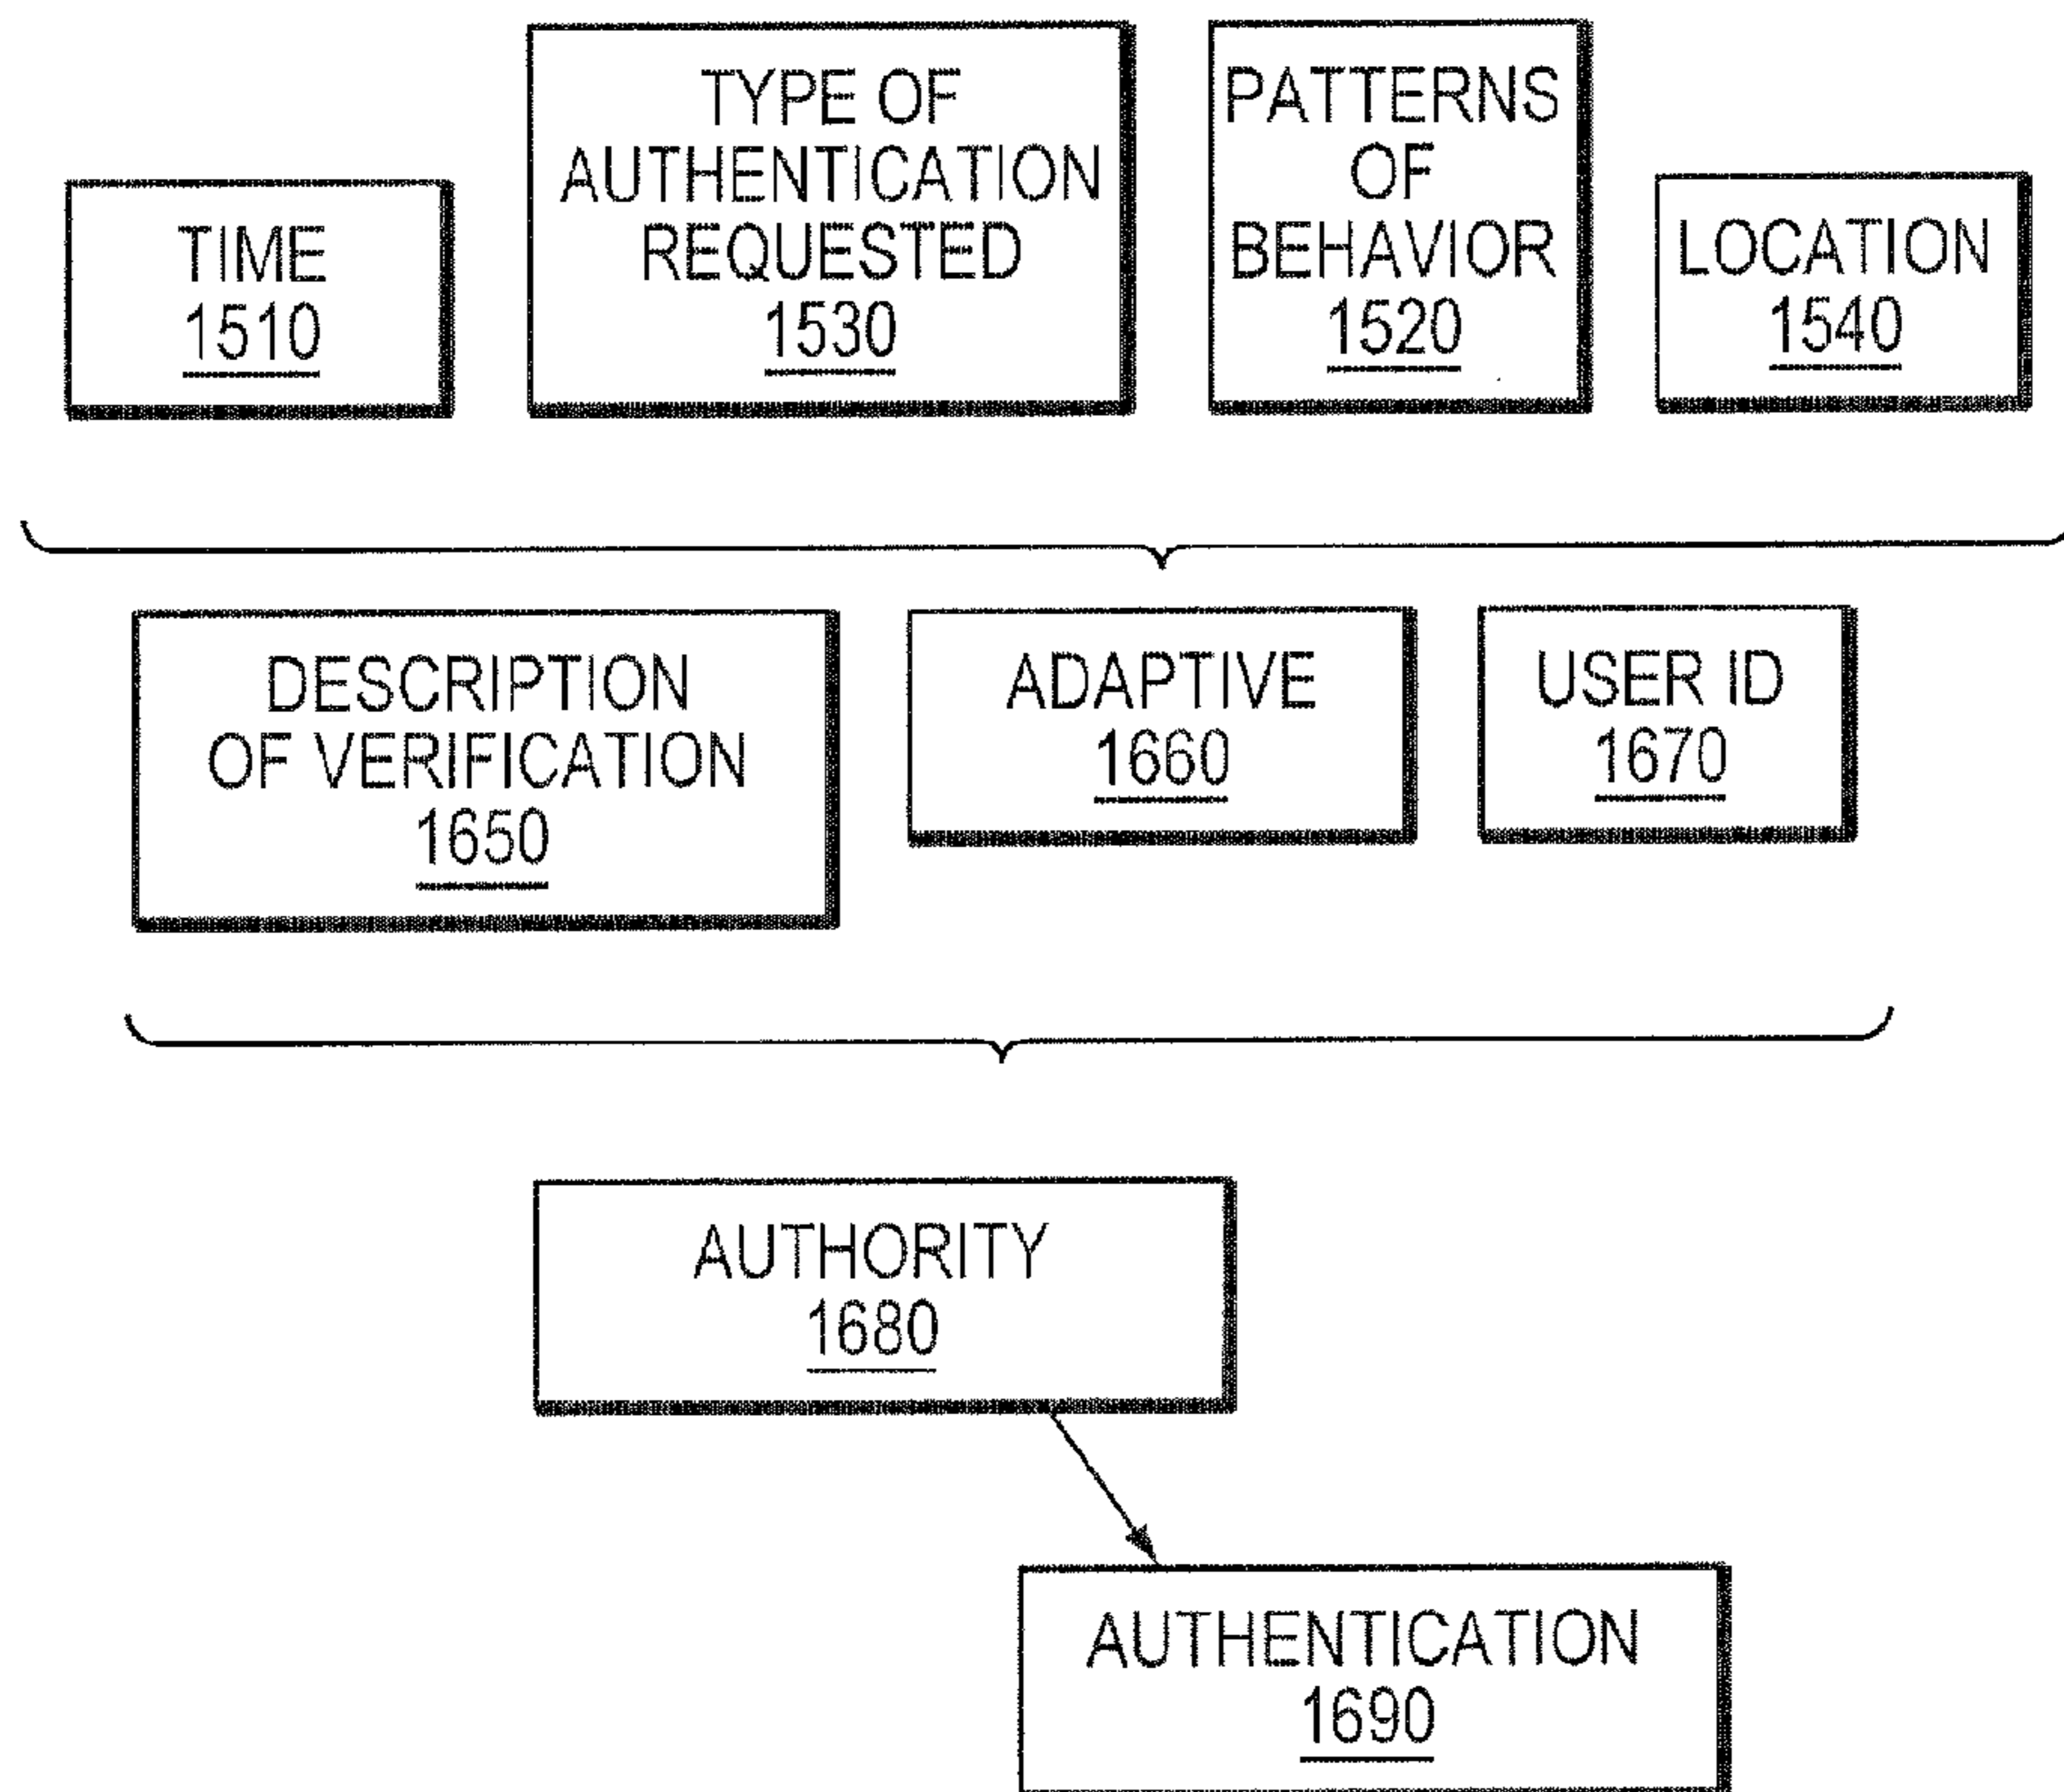 TIME
1510
TYPE OF
AUTHENTICATION
REQUESTED
1530
PATTERNS
OF
BEHAVIOR
1520
LOCATION
1540
DESCRIPTION
OF VERIFICATION
1650
ADAPTIVE
1660
USER ID
1670
AUTHORITY
1680
AUTHENTICATION
1690